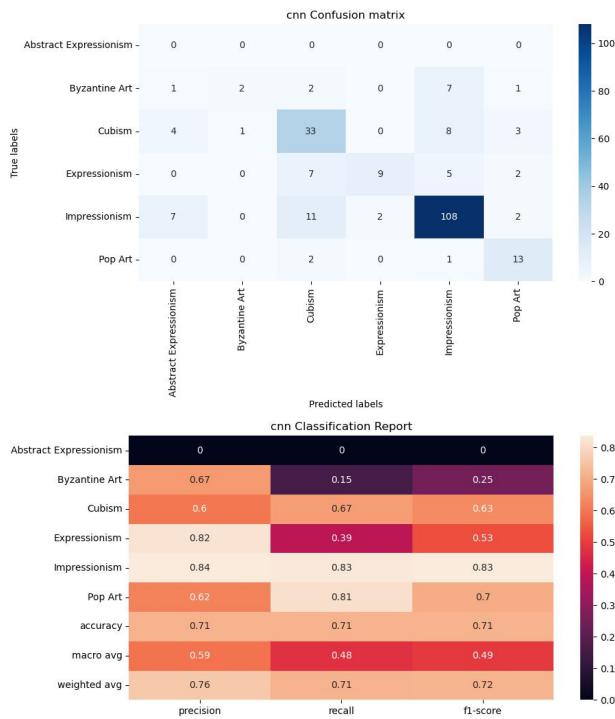 cnn Confusion matrix
True labels
Abstract Expressionism 0 0 0 0 0 0
Byzantine Art 1 2 2 0 7 1
Cubism 4 1 33 0 8 3
Expressionism 0 0 7 9 5 2
Impressionism 7 0 11 2 108 2
Pop Art 0 0 2 0 1 13
Abstract Expressionism
Byzantine Art
Cubism
Expressionism
Impressionism
Pop Art
Predicted labels
100
80
60
40
20
0
cnn Classification Report
Abstract Expressionism 0 0 0
Byzantine Art 0.67 0.15 0.25
Cubism 0.6 0.67 0.63
Expressionism 0.82 0.39 0.53
Impressionism 0.84 0.83 0.83
Pop Art 0.62 0.81 0.7
accuracy 0.71 0.71 0.71
macro avg 0.59 0.48 0.49
weighted avg 0.76 0.71 0.72
precision recall f1-score
0.8
0.7
0.6
0.5
0.4
0.3
0.2
0.1
0.0